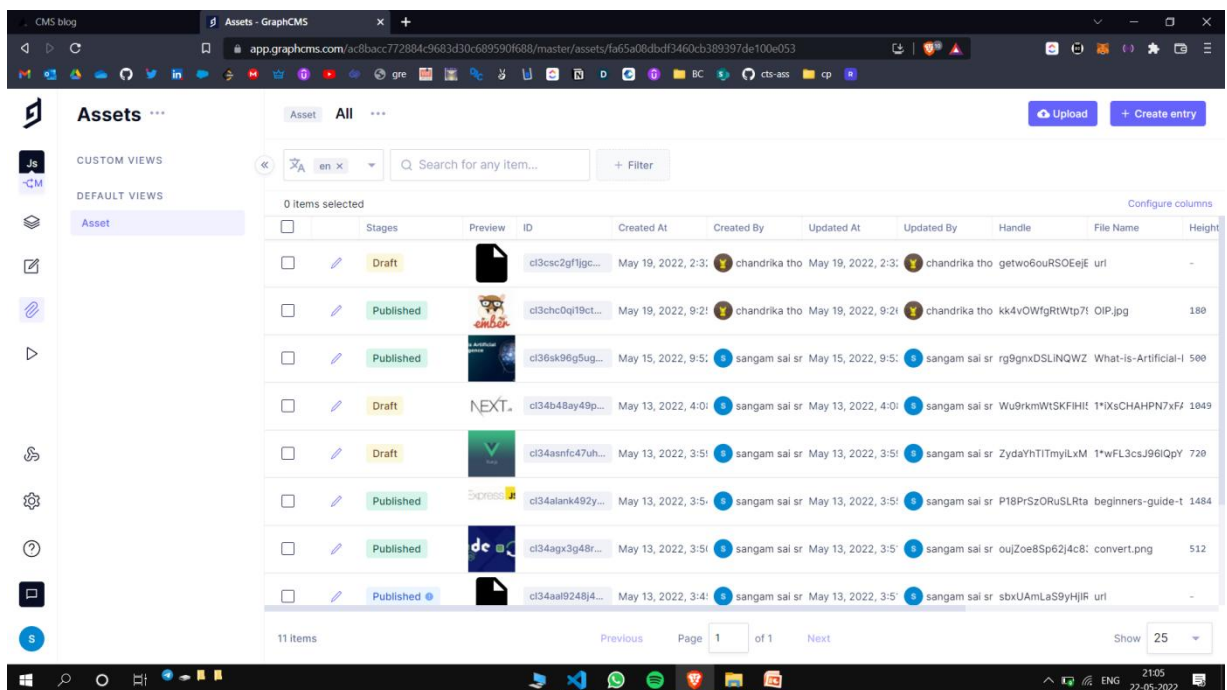 CMS blog
Assets - GraphCMS
app.graphcms.com/ac8bacc772884c9683d30c689590f688/master/assets/fa65a08dbdf3460cb389397de100e053
gre
BC
cts-ass
cp
Assets
Asset All
Upload
+ Create entry
Js
M
CUSTOM VIEWS
DEFAULT VIEWS
Asset
en
Search for any item...
+ Filter
0 items selected
Configure columns
Stages Preview ID Created At Created By Updated At Updated By Handle File Name Height
Draft cl3csc2gf1jgc... May 19, 2022, 2:3 chandrika tho May 19, 2022, 2:3 chandrika tho getwo6ouRSOEejE url -
Published ember cl3chc0qi19ct... May 19, 2022, 9:2 chandrika tho May 19, 2022, 9:2 chandrika tho kk4vOWfgRtWtp7 OIP.jpg 180
Published cl36sk96g5ug... May 15, 2022, 9:5 sangam sai sr May 15, 2022, 9:5 sangam sai sr rg9gnxDSLiNQWZ What-is-Artificial-I 500
Draft NEXT. cl34b48ay49p... May 13, 2022, 4:0 sangam sai sr May 13, 2022, 4:0 sangam sai sr Wu9rkmWtSKFIHI 1*iXsCHAHPN7xF 1049
Draft cl34asnfc47uh... May 13, 2022, 3:5 sangam sai sr May 13, 2022, 3:5 sangam sai sr ZydaYhTlTmyiLxM 1*wFL3csJ96lQpY 720
Published Express JS cl34alank492y... May 13, 2022, 3:5 sangam sai sr May 13, 2022, 3:5 sangam sai sr P18PrSzORuSLRta beginners-guide-t 1484
Published de cl34agx3g48r... May 13, 2022, 3:5 sangam sai sr May 13, 2022, 3:5 sangam sai sr oujZoe8Sp62j4c8 convert.png 512
Published cl34aal9248j4... May 13, 2022, 3:4 sangam sai sr May 13, 2022, 3:5 sangam sai sr sbxUAmLaS9yHjlR url -
11 items
Previous Page 1 of 1 Next
Show 25
S
ENG
21:05
22-05-2022